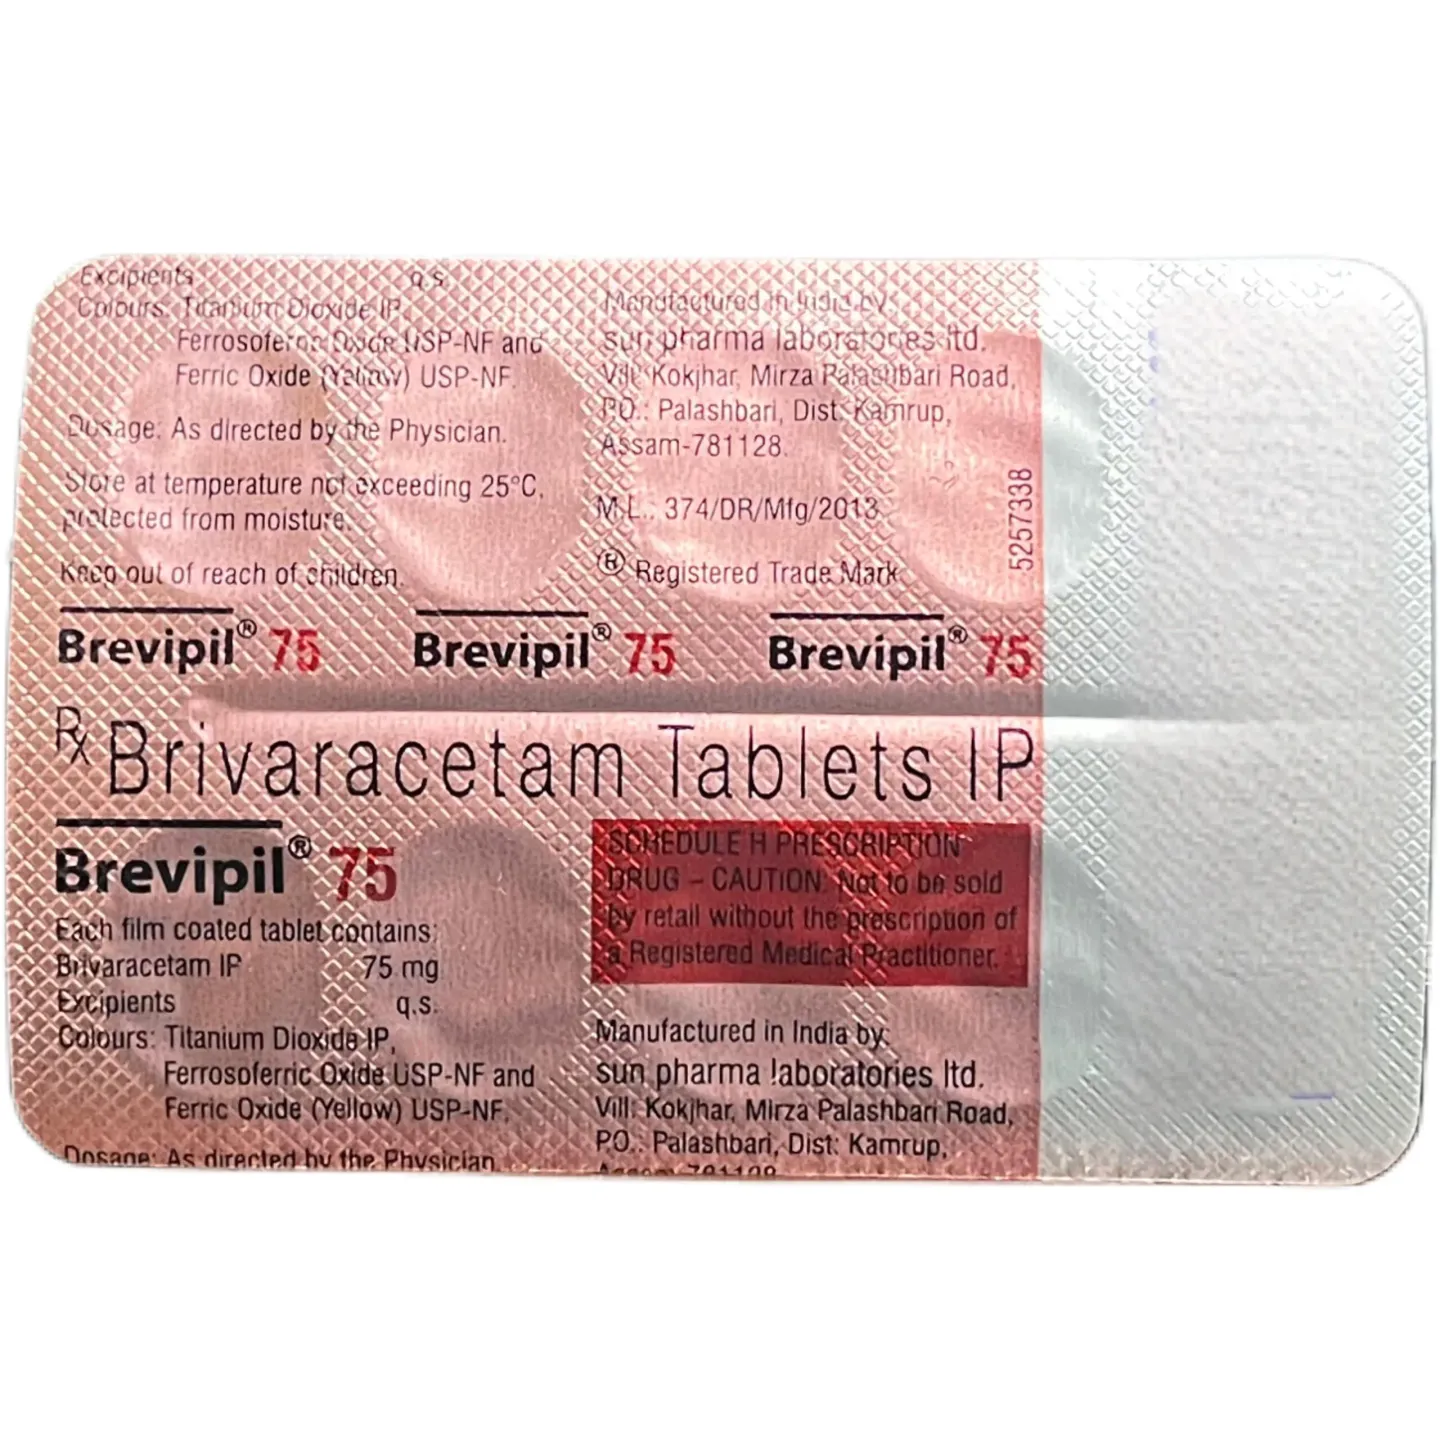 Excipients q.s.
Colours: Titanium Dioxide IP,
Ferrosoferric Oxide USP-NF and
Ferric Oxide (Yellow) USP-NF.
Dosage: As directed by the Physician.
Store at temperature not exceeding 25°C,
protected from moisture.
Keep out of reach of children.
Manufactured in India by:
sun pharma laboratories ltd.
Vill: Kokjhar, Mirza Palashbari Road,
P.O.: Palashbari, Dist: Kamrup,
Assam-781128.
M.L.: 374/DR/Mfg/2013
® Registered Trade Mark
5257338
Brevipil® 75 Brevipil® 75 Brevipil® 75
Rx Brivaracetam Tablets IP
Brevipil® 75
Each film coated tablet contains:
Brivaracetam IP 75 mg
Excipients q.s.
Colours: Titanium Dioxide IP,
Ferrosoferric Oxide USP-NF and
Ferric Oxide (Yellow) USP-NF.
Dosage: As directed by the Physician.
SCHEDULE H PRESCRIPTION
DRUG – CAUTION: Not to be sold
by retail without the prescription of
a Registered Medical Practitioner.
Manufactured in India by:
sun pharma laboratories ltd.
Vill: Kokjhar, Mirza Palashbari Road,
P.O.: Palashbari, Dist: Kamrup,
Assam-781128